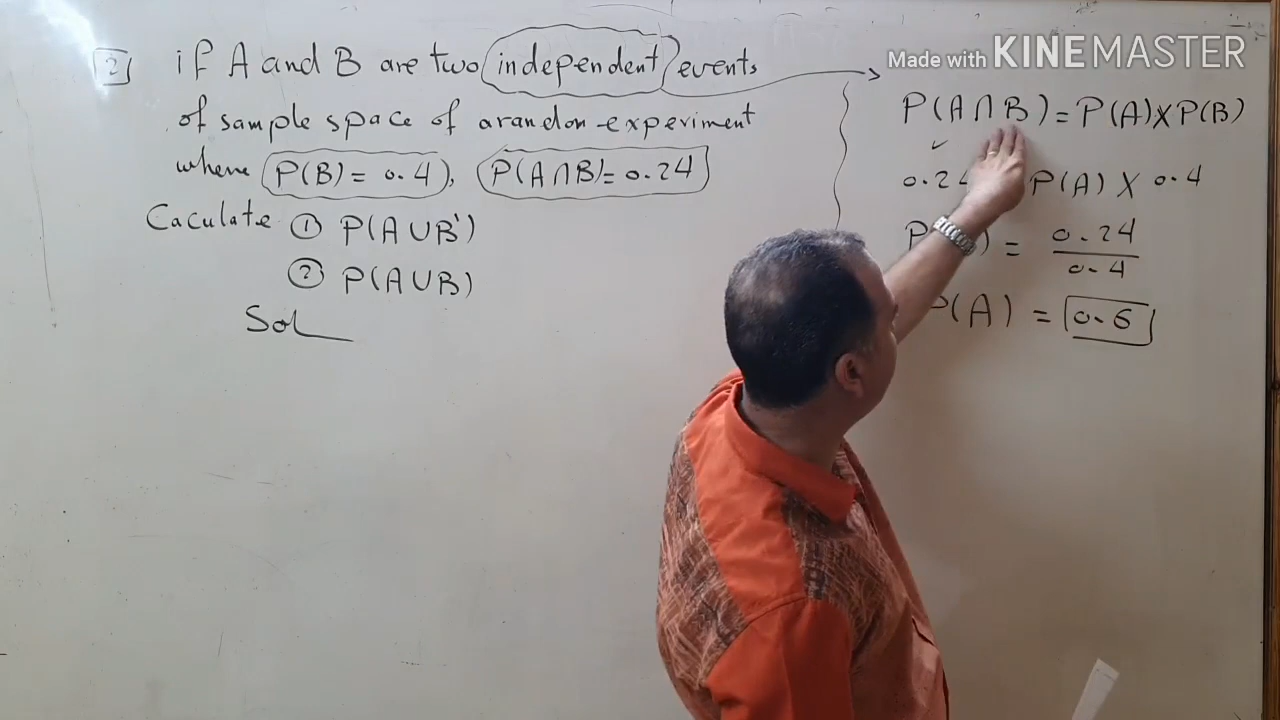 2 if A and B are two independent events
of sample space of arandom experiment
where P(B) = 0.4, P(A∩B) = 0.24
Caculate ① P(A∪B')
② P(A∪B)
Sol
Made with KINEMASTER
P(A∩B) = P(A)×P(B)
✓
0.24 P(A) × 0.4
P ) = 0.24
0.4
P(A) = 0.6